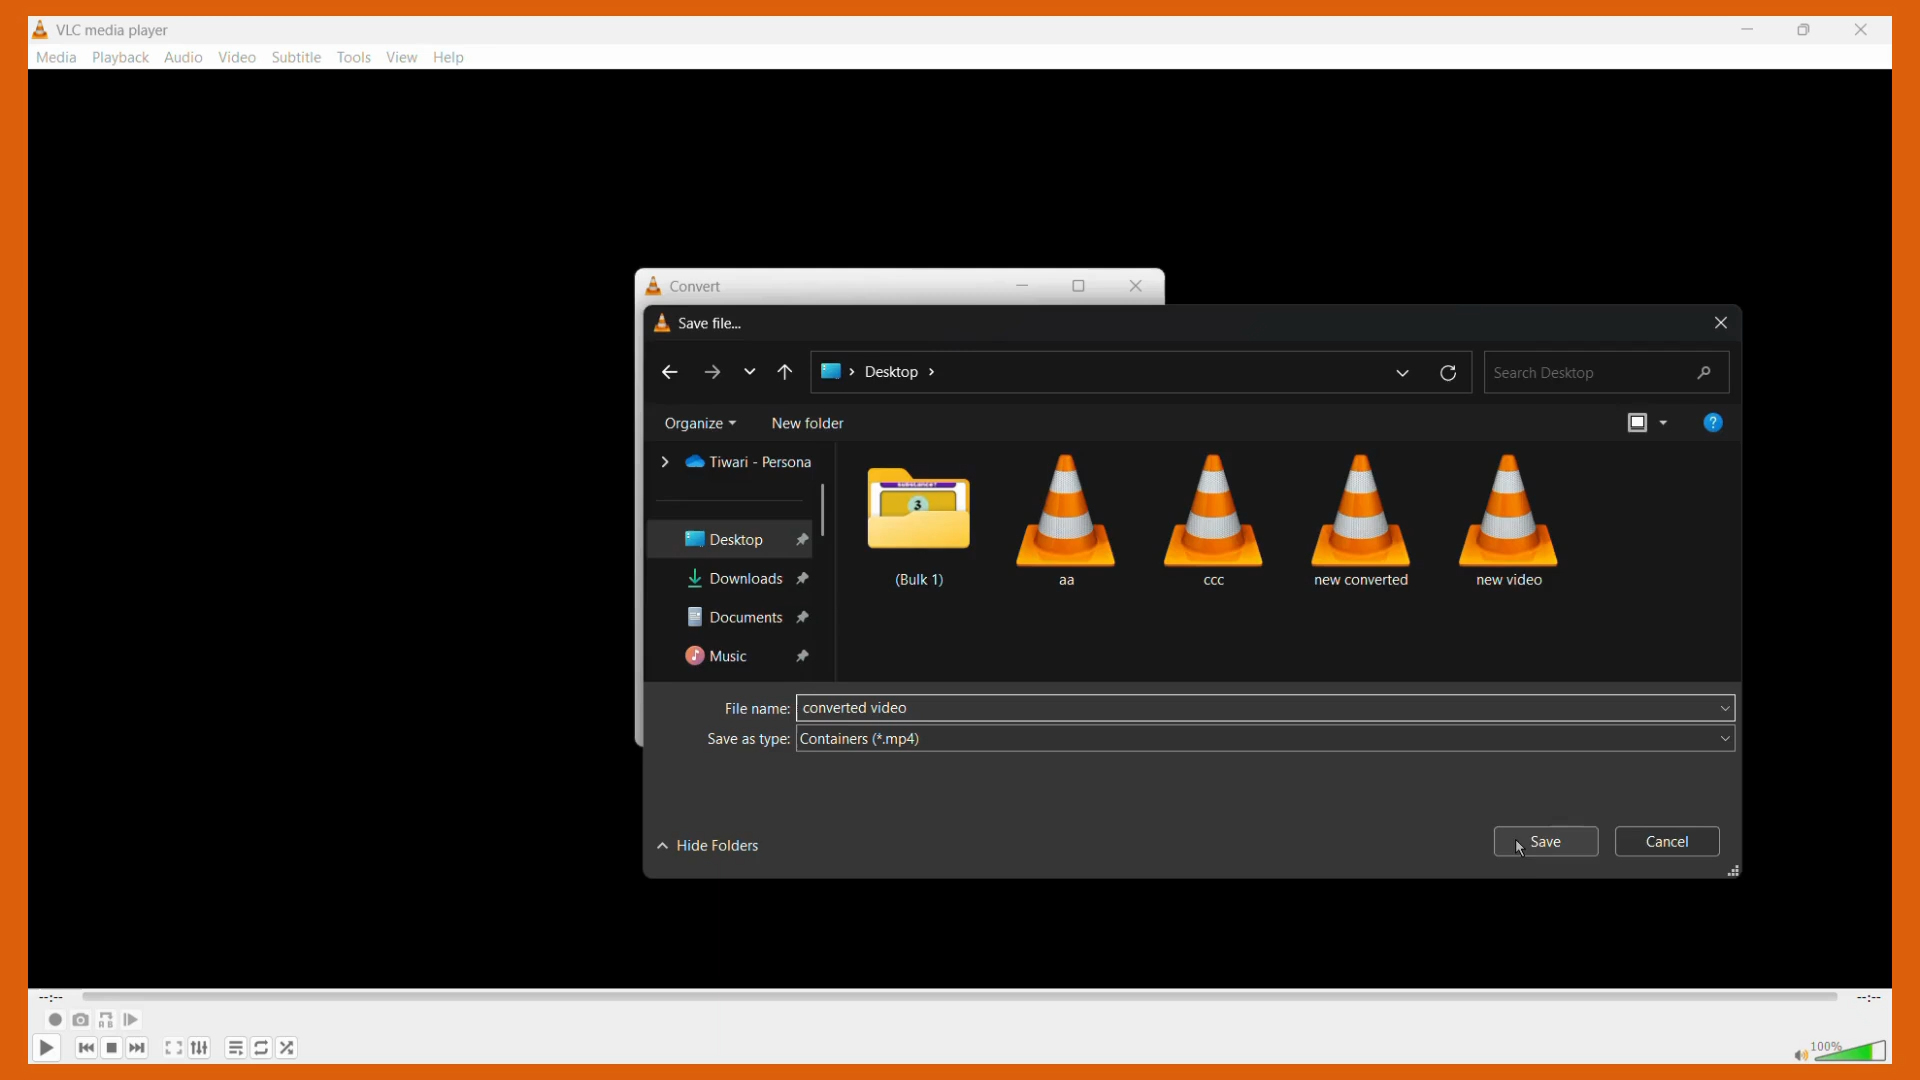 VLC media player
Media Playback Audio Video Subtitle Tools View Help
Convert
Save file...
Desktop
Search Desktop
Organize New folder
Tiwari - Persona
Desktop
Downloads
Documents
Music
3
(Bulk 1) aa ccc new converted new video
File name: converted video
Save as type: Containers (*.mp4)
Hide Folders
Save Cancel
--:-- --:--
100%